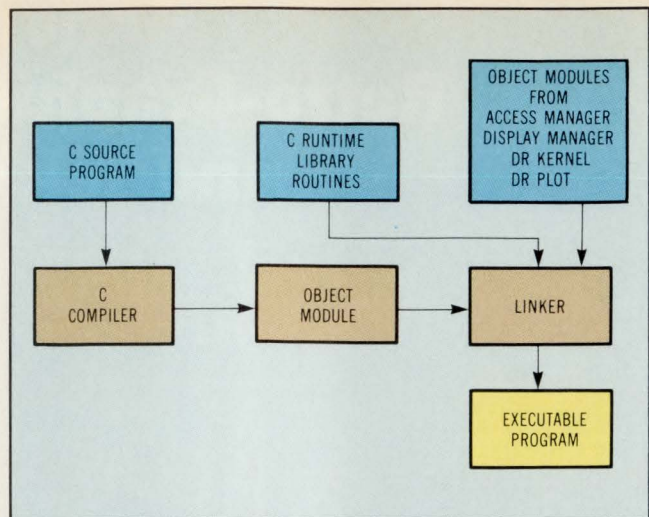 C SOURCE
PROGRAM
C RUNTIME
LIBRARY
ROUTINES
OBJECT MODULES
FROM
ACCESS MANAGER
DISPLAY MANAGER
DR KERNEL
DR PLOT
C
COMPILER
OBJECT
MODULE
LINKER
EXECUTABLE
PROGRAM